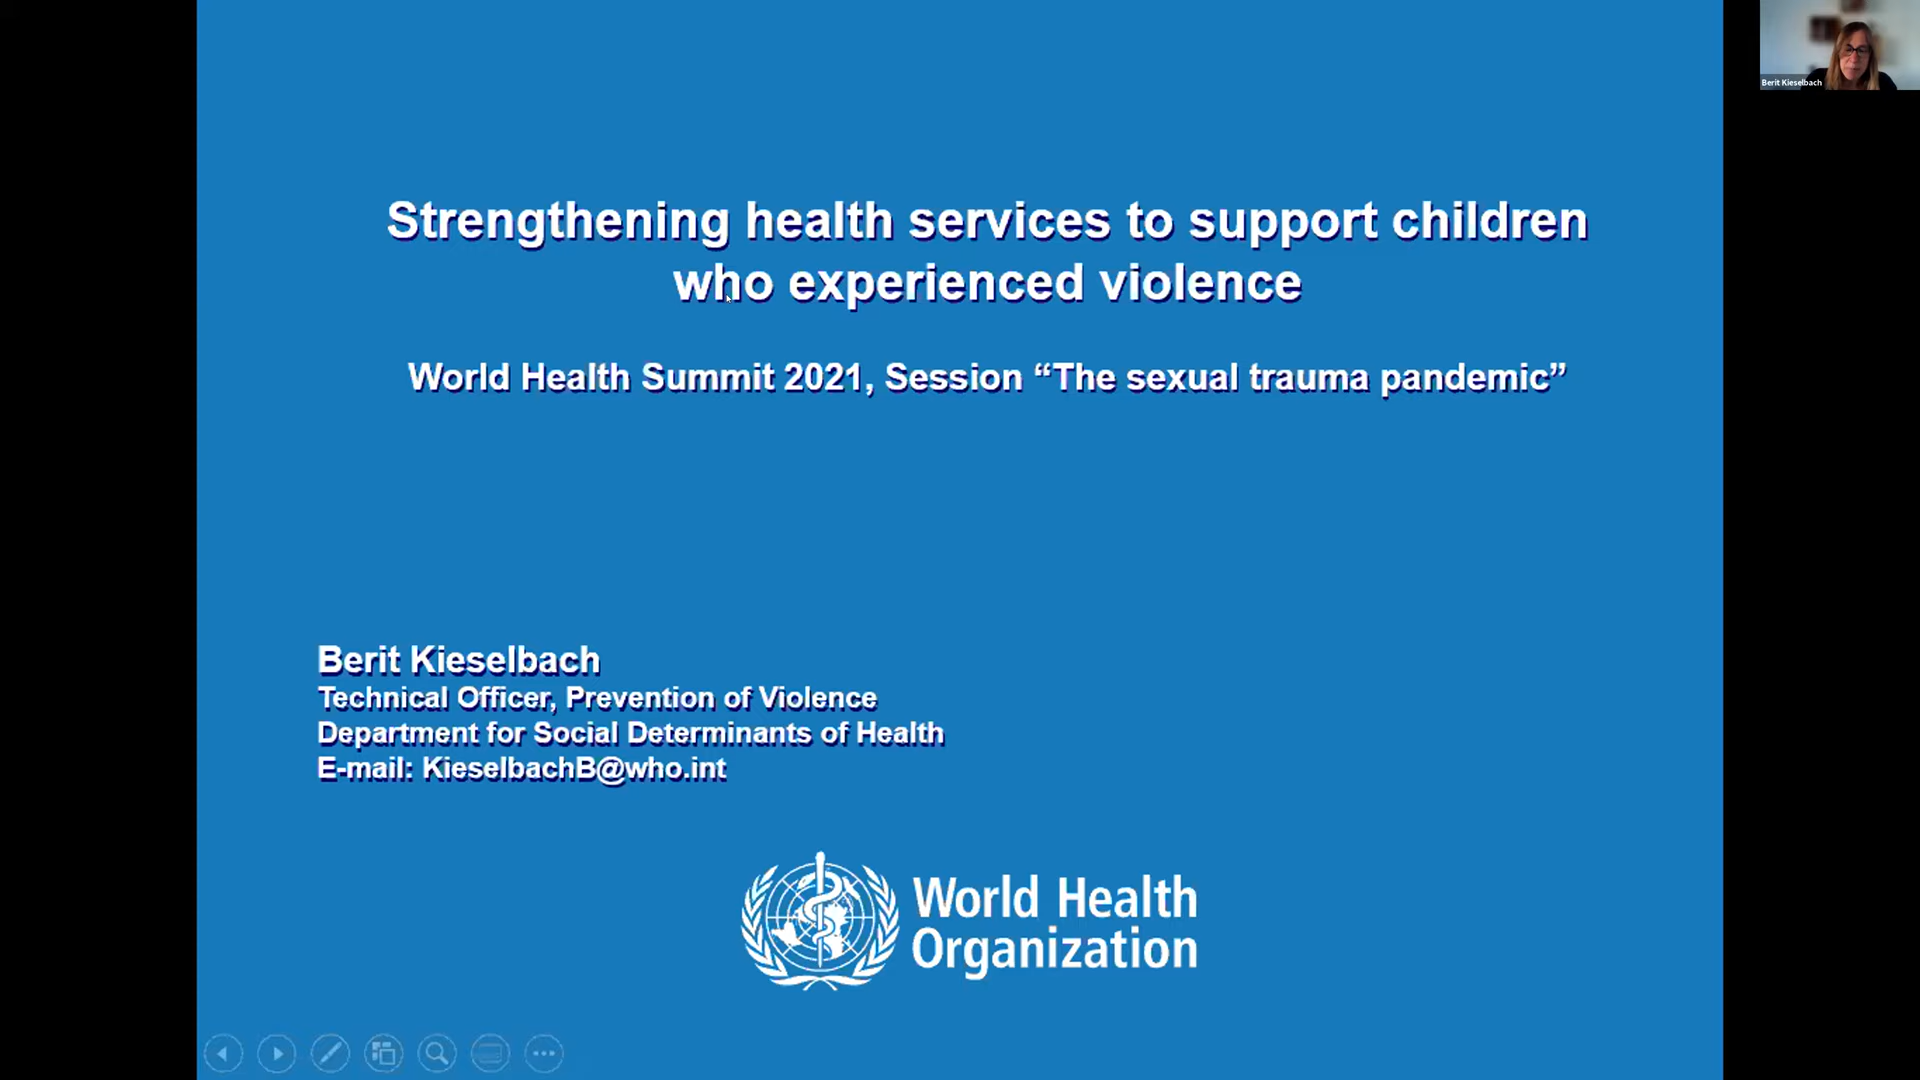 Strengthening health services to support children
who experienced violence
World Health Summit 2021, Session “The sexual trauma pandemic”
Berit Kieselbach
Technical Officer, Prevention of Violence
Department for Social Determinants of Health
E-mail: KieselbachB@who.int
World Health
Organization
Berit Kieselbach